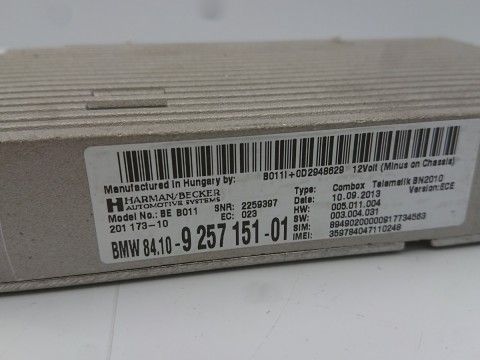 B011I+0D2948629 12Volt (Minus on Chassis)
Manufactured in Hungary by:
HARMAN/BECKER
AUTOMOTIVE SYSTEMS
Model No.: BE B011
201 173-10
SNR: 2259397
EC: 023
BMW 84.10-9 257 151-01
Type: Combox Telematik BN2010
Date: 10.09.2013 Version:ECE
HW: 005.011.004
SW: 003.004.031
SIM: 89490200000917734563
IMEI: 359784047110248